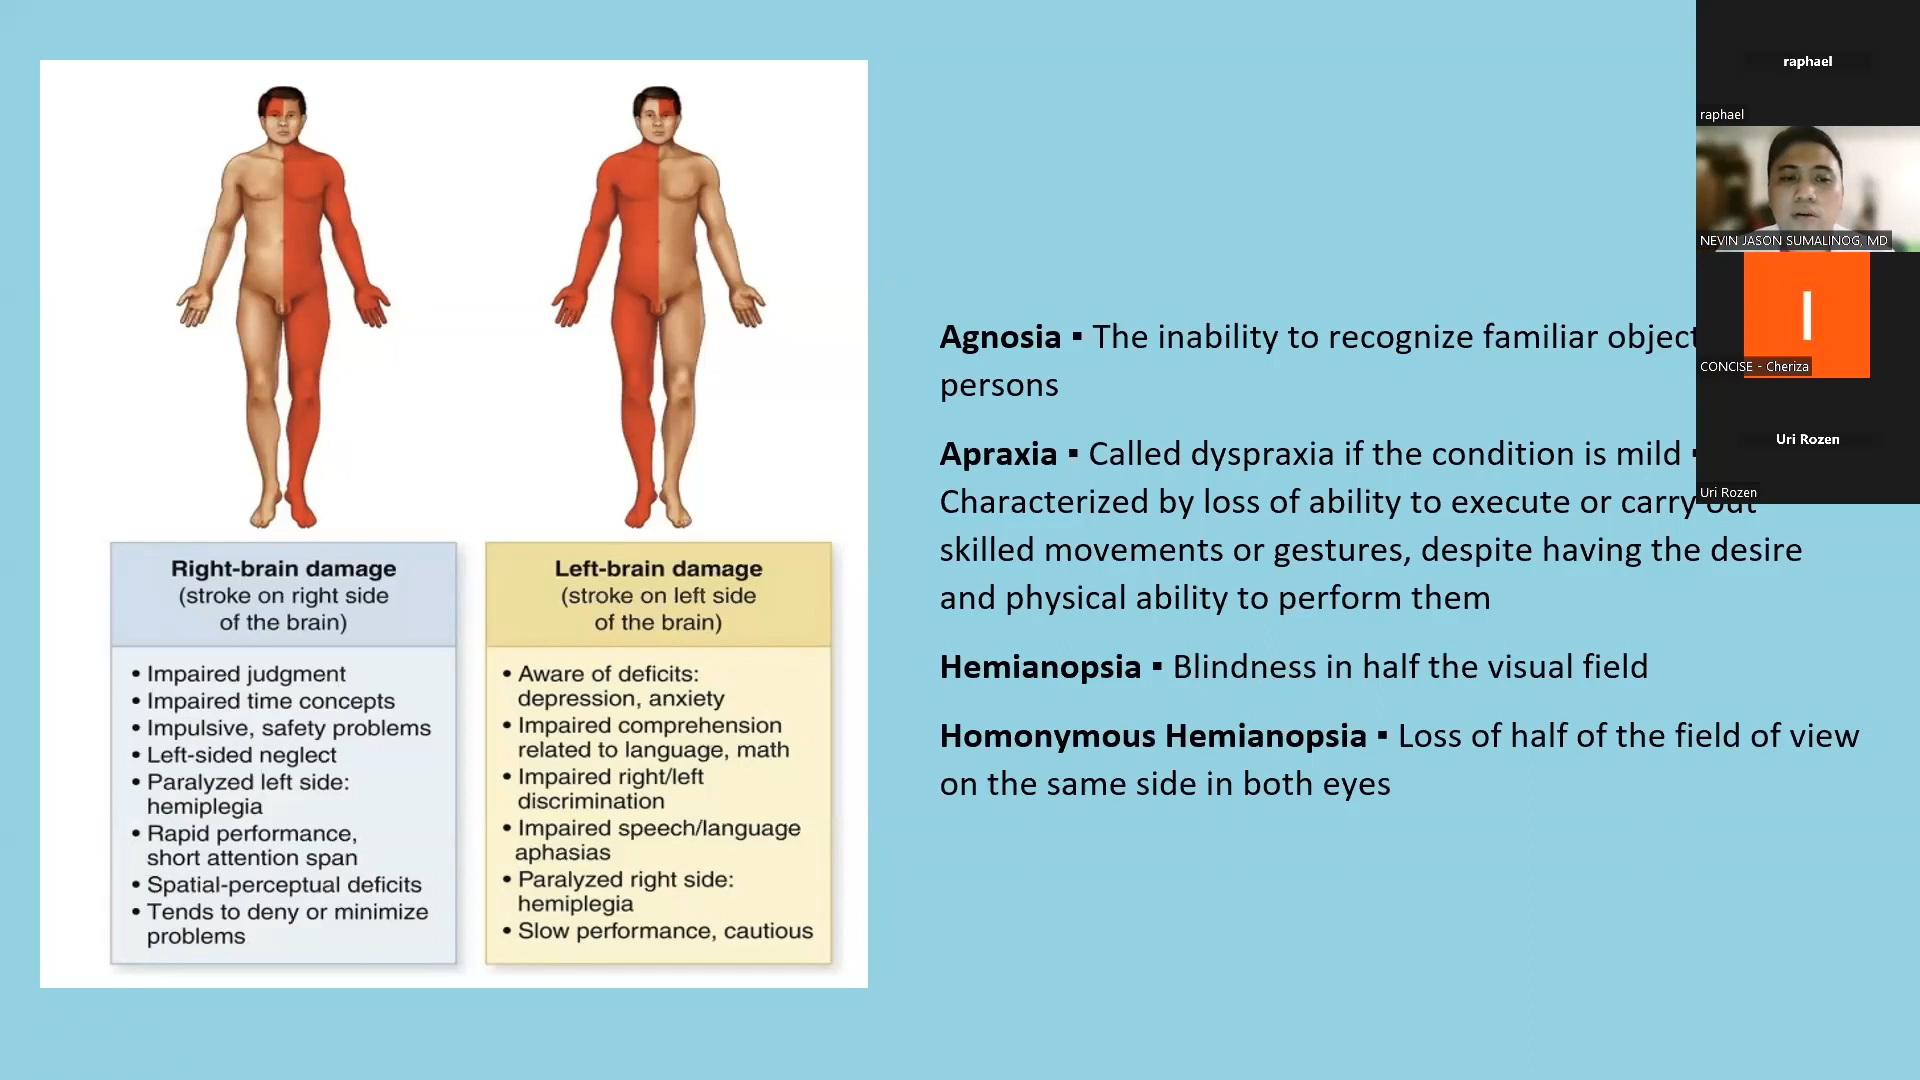 Right-brain damage
(stroke on right side
of the brain)
• Impaired judgment
• Impaired time concepts
• Impulsive, safety problems
• Left-sided neglect
• Paralyzed left side:
hemiplegia
• Rapid performance,
short attention span
• Spatial-perceptual deficits
• Tends to deny or minimize
problems
Left-brain damage
(stroke on left side
of the brain)
• Aware of deficits:
depression, anxiety
• Impaired comprehension
related to language, math
• Impaired right/left
discrimination
• Impaired speech/language
aphasias
• Paralyzed right side:
hemiplegia
• Slow performance, cautious
Agnosia ▪ The inability to recognize familiar
persons
Apraxia ▪ Called dyspraxia if the condition is mild ▪
Characterized by loss of ability to execute or carry out
skilled movements or gestures, despite having the desire
and physical ability to perform them
Hemianopsia ▪ Blindness in half the visual field
Homonymous Hemianopsia ▪ Loss of half of the field of view
on the same side in both eyes
raphael
raphael
NEVIN JASON SUMALINOG, MD
I
CONCISE - Cheriza
Uri Rozen
Uri Rozen